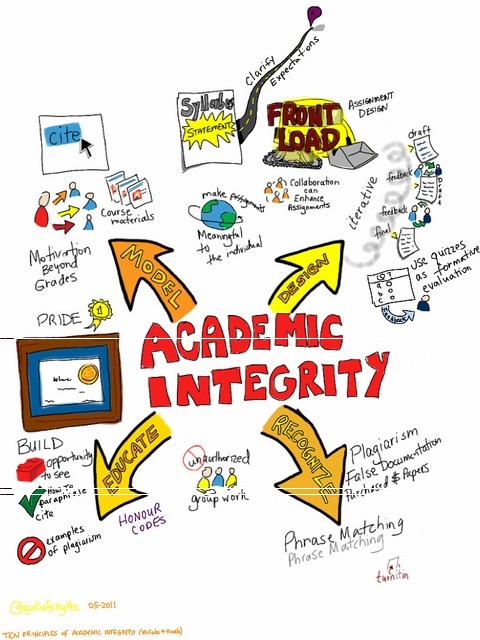 Clarify
Expectations
Syllabus
STATEMENT
FRONT
LOAD
ASSIGNMENT
DESIGN
cite
Collaboration
can
Enhance
Assignments
draft
feedback
Draft
feedback
final
iterative
Course
materials
make Assignments
Meaningful
to the individual
Motivation
Beyond
Grades
MODEL
DESIGN
use quizzes
as formative
evaluation
Feedback
PRIDE
1
ACADEMIC
INTEGRITY
EDUCATE
RECOGNIZE
BUILD
opportunity
to see
How to
paraphrase
cite
examples
of plagiarism
HONOUR
CODES
unauthorized
group work
Plagiarism
False Documentation
Purchased Papers
Phrase Matching
Phrase Matching
turnitin
@giuliaforsythe 05-2011
TEN PRINCIPLES OF ACADEMIC INTEGRITY (McCabe & Pavela)